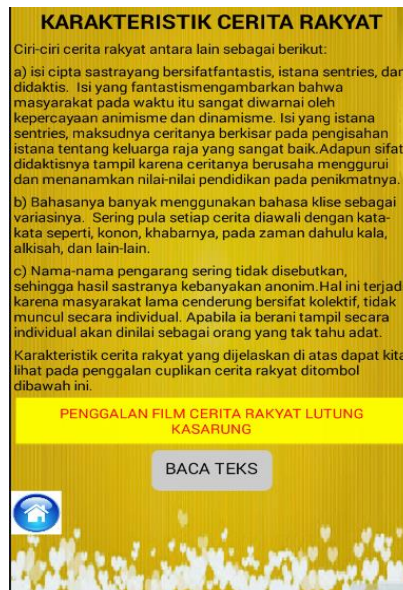 KARAKTERISTIK CERITA RAKYAT
Ciri-ciri cerita rakyat antara lain sebagai berikut:
a) isi cipta sastrayang bersifatfantastis, istana sentries, dan
didaktis. Isi yang fantastismengambarkan bahwa
masyarakat pada waktu itu sangat diwarnai oleh
kepercayaan animisme dan dinamisme. Isi yang istana
sentries, maksudnya ceritanya berkisar pada pengisahan
istana tentang keluarga raja yang sangat baik.Adapun sifat
didaktisnya tampil karena ceritanya berusaha menggurui
dan menanamkan nilai-nilai pendidikan pada penikmatnya.
b) Bahasanya banyak menggunakan bahasa klise sebagai
variasinya. Sering pula setiap cerita diawali dengan kata-
kata seperti, konon, khabarnya, pada zaman dahulu kala,
alkisah, dan lain-lain.
c) Nama-nama pengarang sering tidak disebutkan,
sehingga hasil sastranya kebanyakan anonim.Hal ini terjadi
karena masyarakat lama cenderung bersifat kolektif, tidak
muncul secara individual. Apabila ia berani tampil secara
individual akan dinilai sebagai orang yang tak tahu adat.
Karakteristik cerita rakyat yang dijelaskan di atas dapat kita
lihat pada penggalan cuplikan cerita rakyat ditombol
dibawah ini.
PENGGALAN FILM CERITA RAKYAT LUTUNG
KASARUNG
BACA TEKS